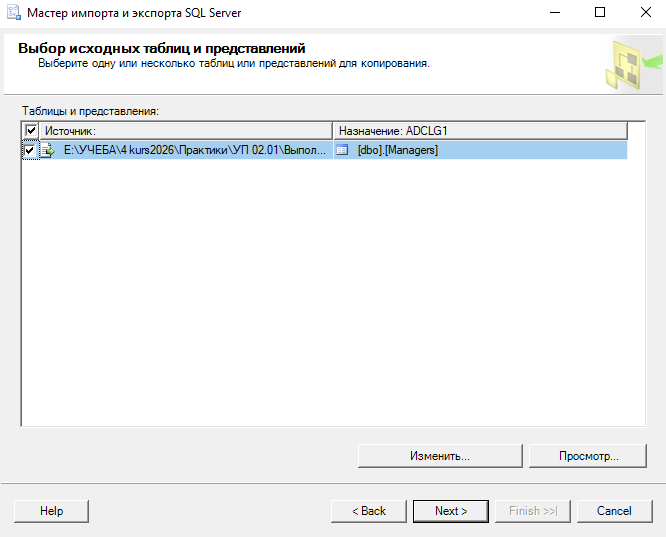 Мастер импорта и экспорта SQL Server
Выбор исходных таблиц и представлений
Выберите одну или несколько таблиц или представлений для копирования.
Таблицы и представления:
Источник: Назначение: ADCLG1
E:\УЧЕБА\4 kurs2026\Практики\УП 02.01\Выпол... [dbo].[Managers]
Изменить... Просмотр...
Help < Back Next > Finish >>| Cancel